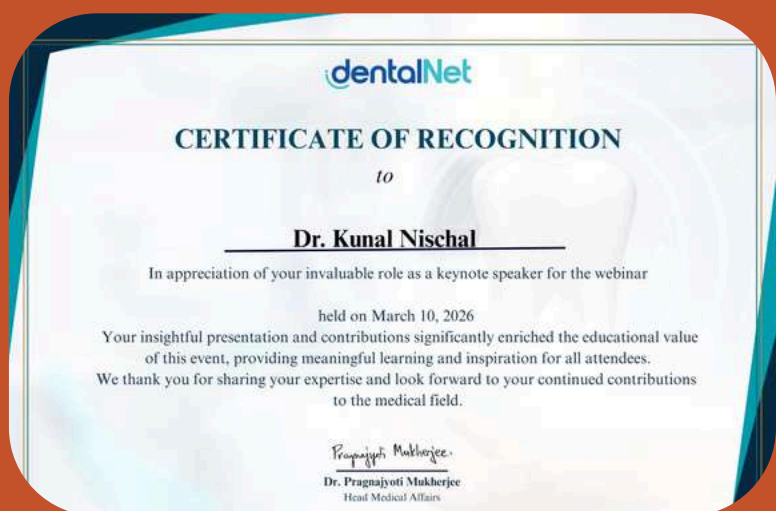 dentalNet
CERTIFICATE OF RECOGNITION
to
Dr. Kunal Nischal
In appreciation of your invaluable role as a keynote speaker for the webinar
held on March 10, 2026
Your insightful presentation and contributions significantly enriched the educational value
of this event, providing meaningful learning and inspiration for all attendees.
We thank you for sharing your expertise and look forward to your continued contributions
to the medical field.
Pragnajyoti Mukherjee.
Dr. Pragnajyoti Mukherjee
Head Medical Affairs